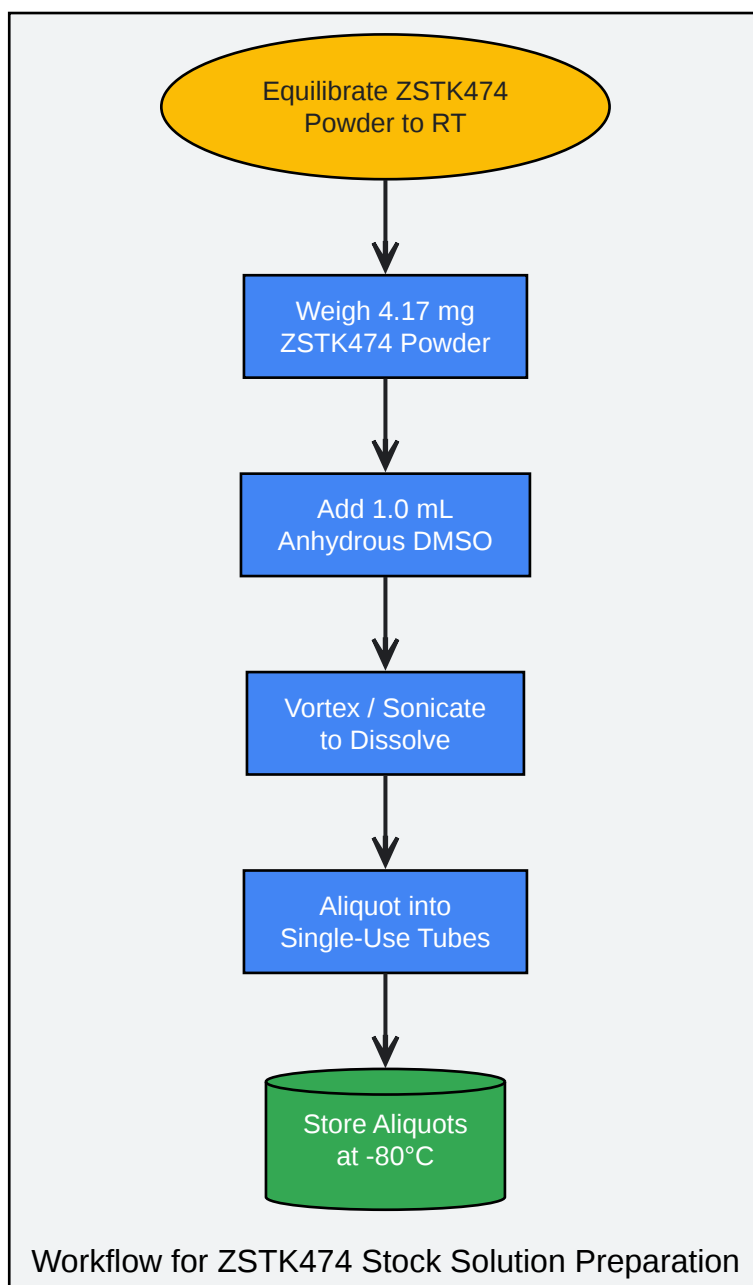 Equilibrate ZSTK474
Powder to RT
Weigh 4.17 mg
ZSTK474 Powder
Add 1.0 mL
Anhydrous DMSO
Vortex / Sonicate
to Dissolve
Aliquot into
Single-Use Tubes
Store Aliquots
at -80°C
Workflow for ZSTK474 Stock Solution Preparation